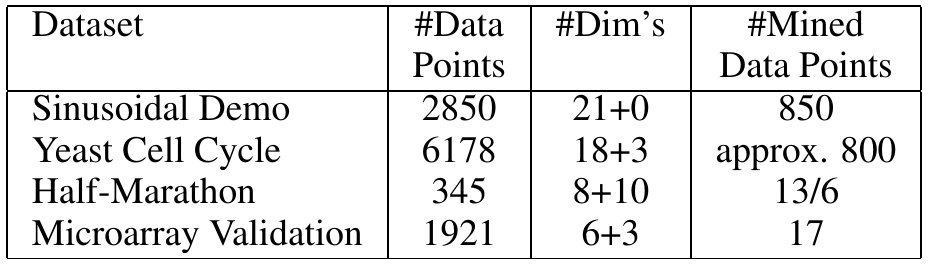 Dataset #Data #Dim's #Mined
Points Data Points
Sinusoidal Demo 2850 21+0 850
Yeast Cell Cycle 6178 18+3 approx. 800
Half-Marathon 345 8+10 13/6
Microarray Validation 1921 6+3 17